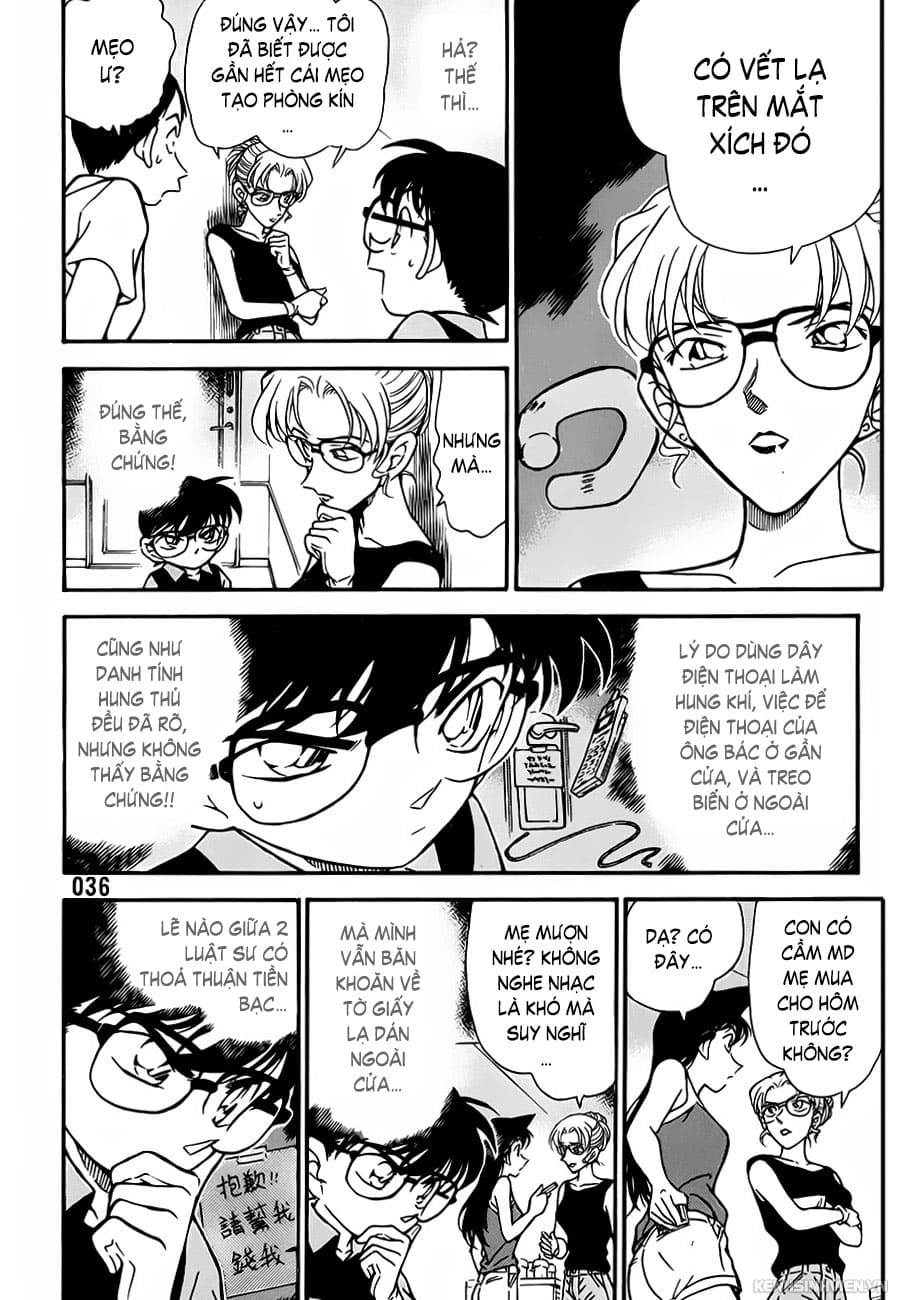 CÓ VẾT LẠ
TRÊN MẮT
XÍCH ĐÓ
...
HẢ?
THẾ
THÌ...
ĐÚNG VẬY... TÔI
ĐÃ BIẾT ĐƯỢC
GẦN HẾT CÁI MẸO
TẠO PHÒNG KÍN
...
MẸO
Ư?
NHƯNG
MÀ...
ĐÚNG THẾ,
BẰNG
CHỨNG!
LÝ DO DÙNG DÂY
ĐIỆN THOẠI LÀM
HUNG KHÍ, VIỆC ĐỂ
ĐIỆN THOẠI CỦA
ÔNG BÁC Ở GẦN
CỬA, VÀ TREO
BIỂN Ở NGOÀI
CỬA...
CŨNG NHƯ
DANH TÍNH
HUNG THỦ
ĐỀU ĐÃ RÕ,
NHƯNG KHÔNG
THẤY BẰNG
CHỨNG!!
036
CON CÓ
CẦM MD
MẸ MUA
CHO HÔM
TRƯỚC
KHÔNG?
DẠ? CÓ
ĐÂY...
MẸ MƯỢN
NHÉ? KHÔNG
NGHE NHẠC
LÀ KHÓ MÀ
SUY NGHĨ
...
MÀ MÌNH
VẪN BĂN
KHOĂN VỀ
TỜ GIẤY
LẠ DÁN
NGOÀI
CỬA...
LẼ NÀO GIỮA 2
LUẬT SƯ CÓ
THOẢ THUẬN TIỀN
BẠC...
抱歉!!
請幫我
錢我一
KENHSINHVIEN.VN